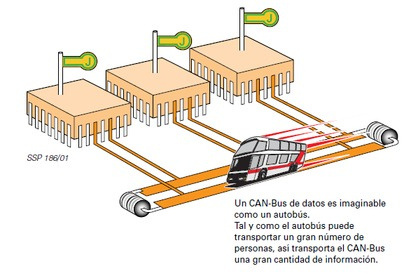 J
J
J
SSP 186/01
Un CAN-Bus de datos es imaginable
como un autobús.
Tal y como el autobús puede
transportar un gran número de
personas, asi transporta el CAN-Bus
una gran cantidad de información.